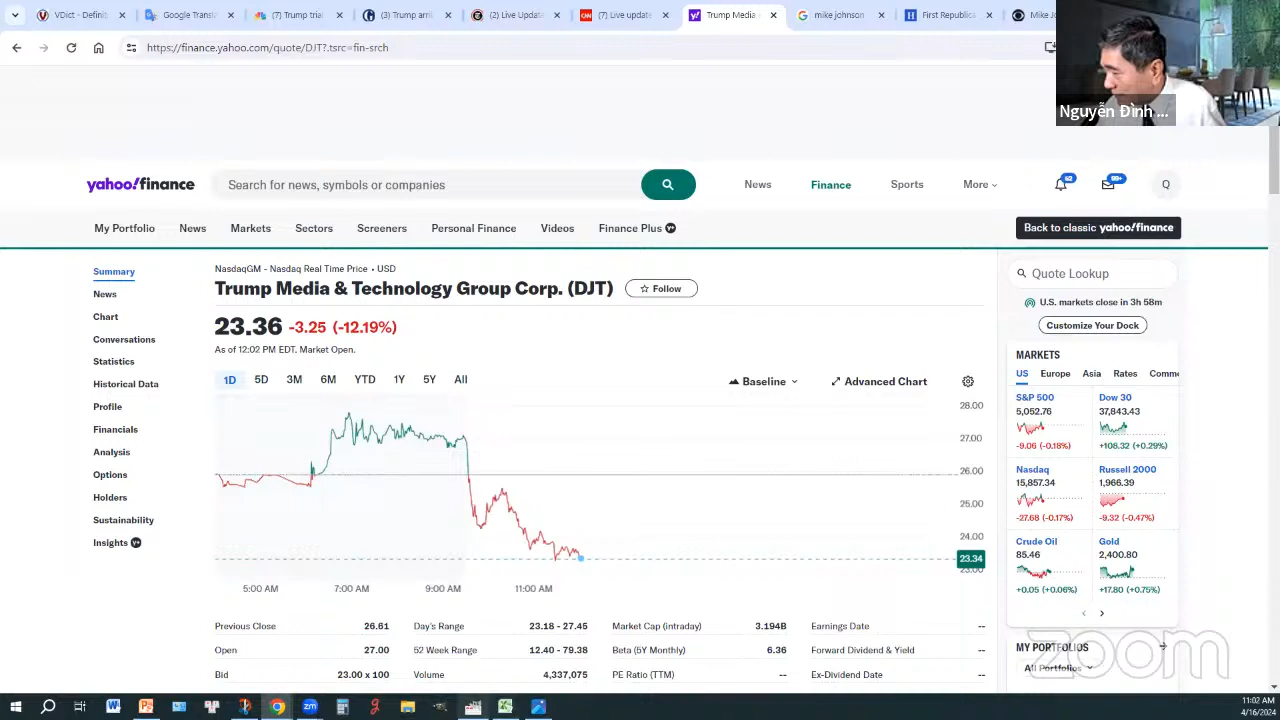 Vdict - Việt
Google Dịch
(7) Trump m
(3) Trump in t
(2) Live Updat
(7) Live update
Trump Media
mike johnson
First Republic
Mike Jo
https://finance.yahoo.com/quote/DJT?.tsrc=fin-srch
Nguyễn Đình ...
yahoo!finance
Search for news, symbols or companies
News
Finance
Sports
More
52
99+
Q
My Portfolio
News
Markets
Sectors
Screeners
Personal Finance
Videos
Finance Plus
Back to classic yahoo!finance
Summary
News
Chart
Conversations
Statistics
Historical Data
Profile
Financials
Analysis
Options
Holders
Sustainability
Insights
NasdaqGM - Nasdaq Real Time Price • USD
Trump Media & Technology Group Corp. (DJT)
Follow
23.36 -3.25 (-12.19%)
As of 12:02 PM EDT. Market Open.
1D 5D 3M 6M YTD 1Y 5Y All
Baseline
Advanced Chart
28.00
27.00
26.00
25.00
24.00
23.34
23.00
5:00 AM 7:00 AM 9:00 AM 11:00 AM
Previous Close 26.61 Day's Range 23.18 - 27.45 Market Cap (intraday) 3.194B Earnings Date --
Open 27.00 52 Week Range 12.40 - 79.38 Beta (5Y Monthly) 6.36 Forward Dividend & Yield --
Bid 23.00 x 100 Volume 4,337,075 PE Ratio (TTM) -- Ex-Dividend Date --
Quote Lookup
U.S. markets close in 3h 58m
Customize Your Dock
MARKETS
US Europe Asia Rates Comm
S&P 500 Dow 30
5,052.76 37,843.43
-9.06 (-0.18%) +108.32 (+0.29%)
Nasdaq Russell 2000
15,857.34 1,966.39
-27.68 (-0.17%) -9.32 (-0.47%)
Crude Oil Gold
85.46 2,400.80
+0.05 (+0.06%) +17.80 (+0.75%)
MY PORTFOLIOS
All Portfolios
zoom
11:02 AM
4/16/2024